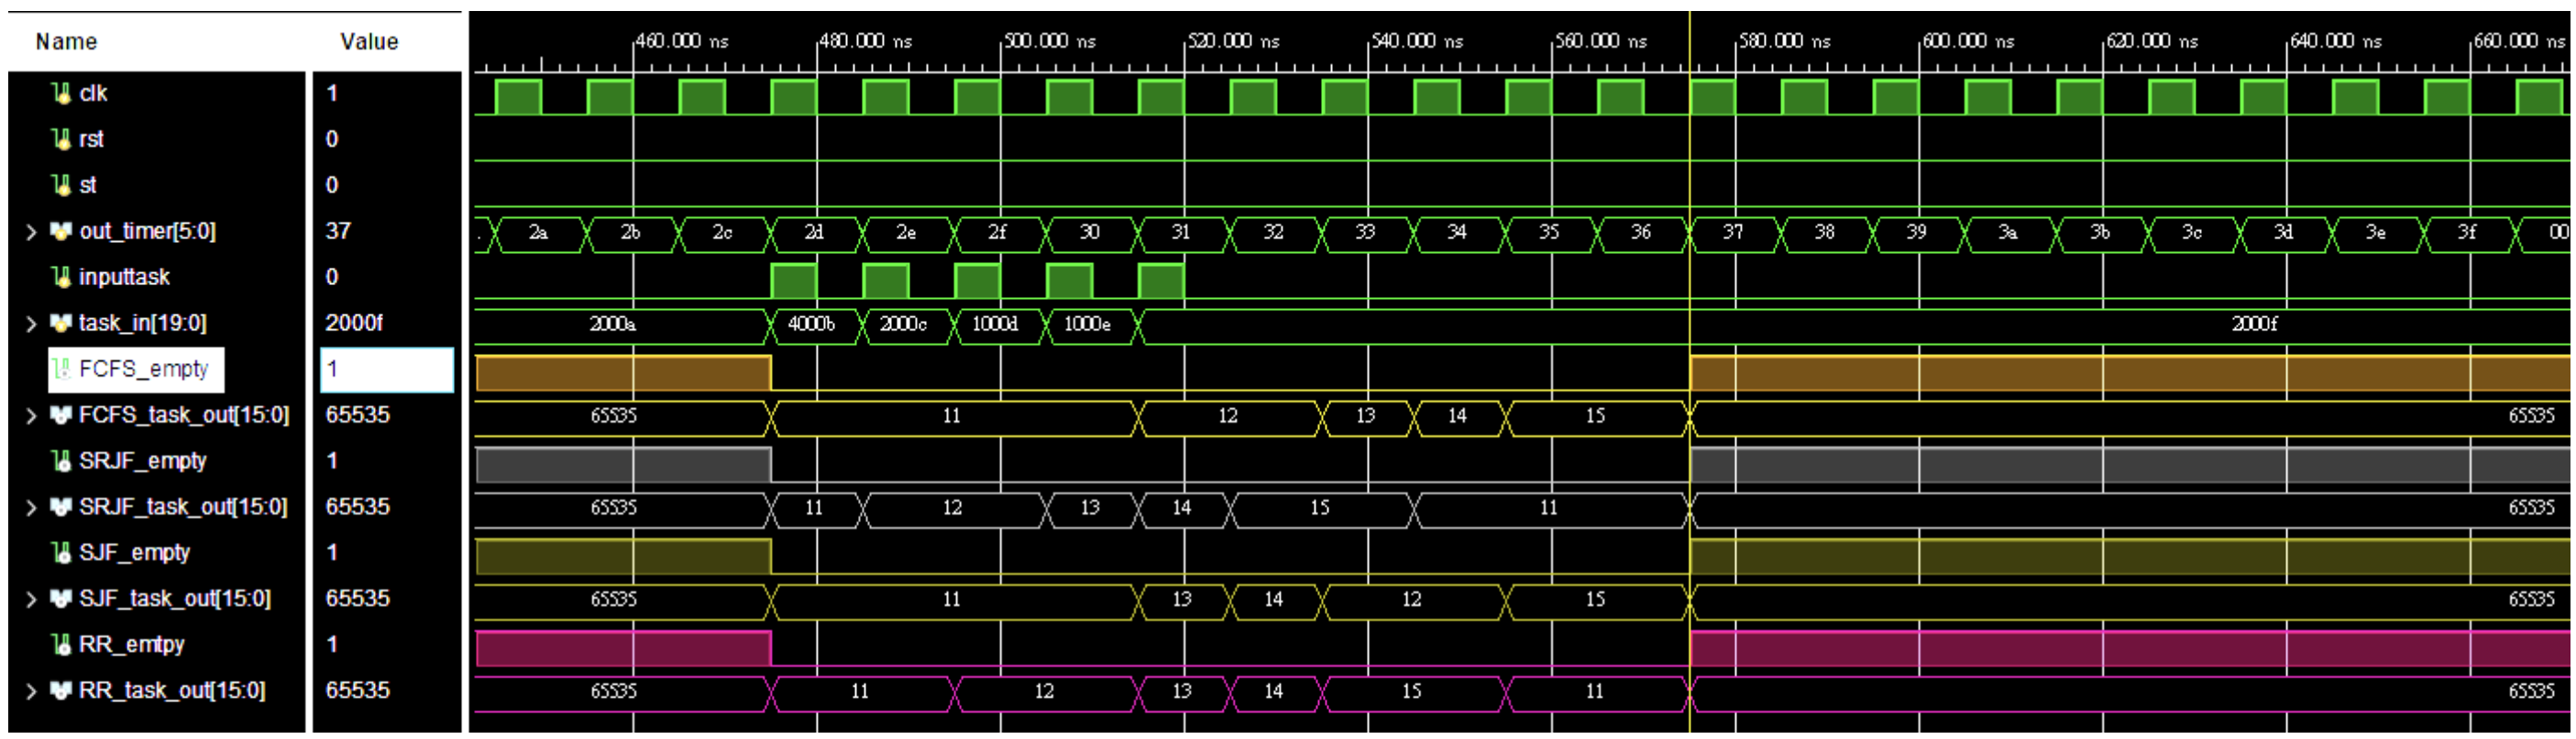 Name Value 460.000 ns 480.000 ns 500.000 ns 520.000 ns 540.000 ns 560.000 ns 580.000 ns 600.000 ns 620.000 ns 640.000 ns 660.000 ns
clk 1
rst 0
st 0
out_timer[5:0] 37 2a 2b 2c 2d 2e 2f 30 31 32 33 34 35 36 37 38 39 3a 3b 3c 3d 3e 3f 00
inputtask 0
task_in[19:0] 2000f 2000a 4000b 2000c 1000d 1000e 2000f
FCFS_empty 1
FCFS_task_out[15:0] 65535 65535 11 12 13 14 15 65535
SRJF_empty 1
SRJF_task_out[15:0] 65535 65535 11 12 13 14 15 11 65535
SJF_empty 1
SJF_task_out[15:0] 65535 65535 11 13 14 12 15 65535
RR_emtpy 1
RR_task_out[15:0] 65535 65535 11 12 13 14 15 11 65535